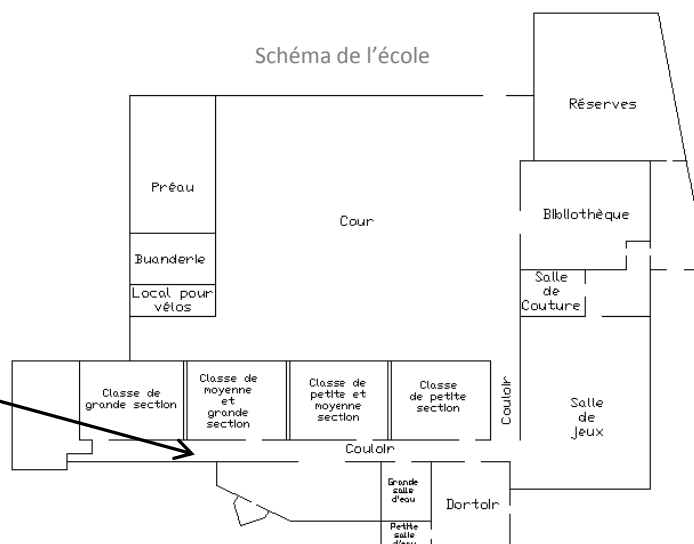 Schéma de l'école
Réserves
Préau
Bibliothèque
Cour
Buanderie
Salle
de
Couture
Local pour
vélos
Classe de
grande section
Classe de
moyenne
et
grande
section
Classe de
petite et
moyenne
section
Classe
de petite
section
Couloir
Salle
de
jeux
Couloir
Grande
salle
d'eau
Dortoir
Petite
salle
d'eau